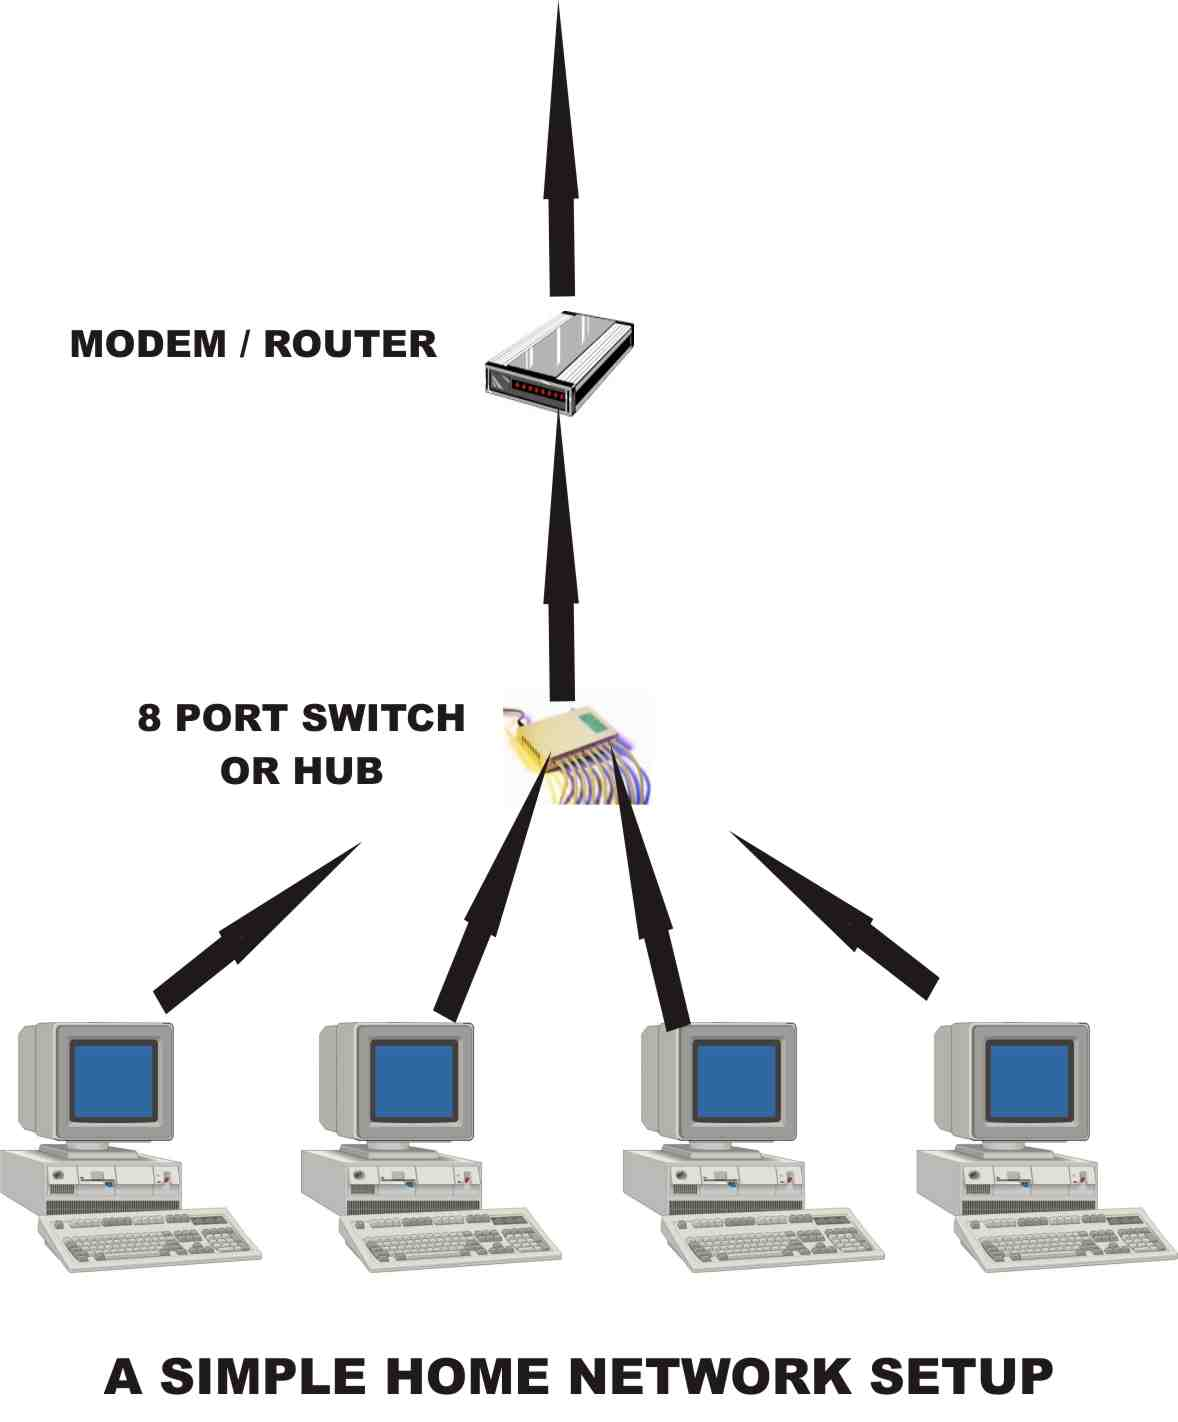 MODEM / ROUTER
8 PORT SWITCH
OR HUB
A SIMPLE HOME NETWORK SETUP